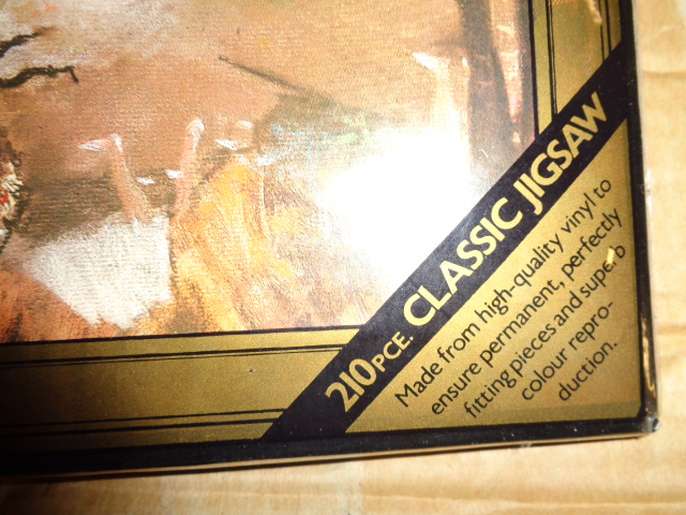 210PCE. CLASSIC JIGSAW
Made from high-quality vinyl to
ensure permanent, perfectly
fitting pieces and superb
colour repro-
duction.